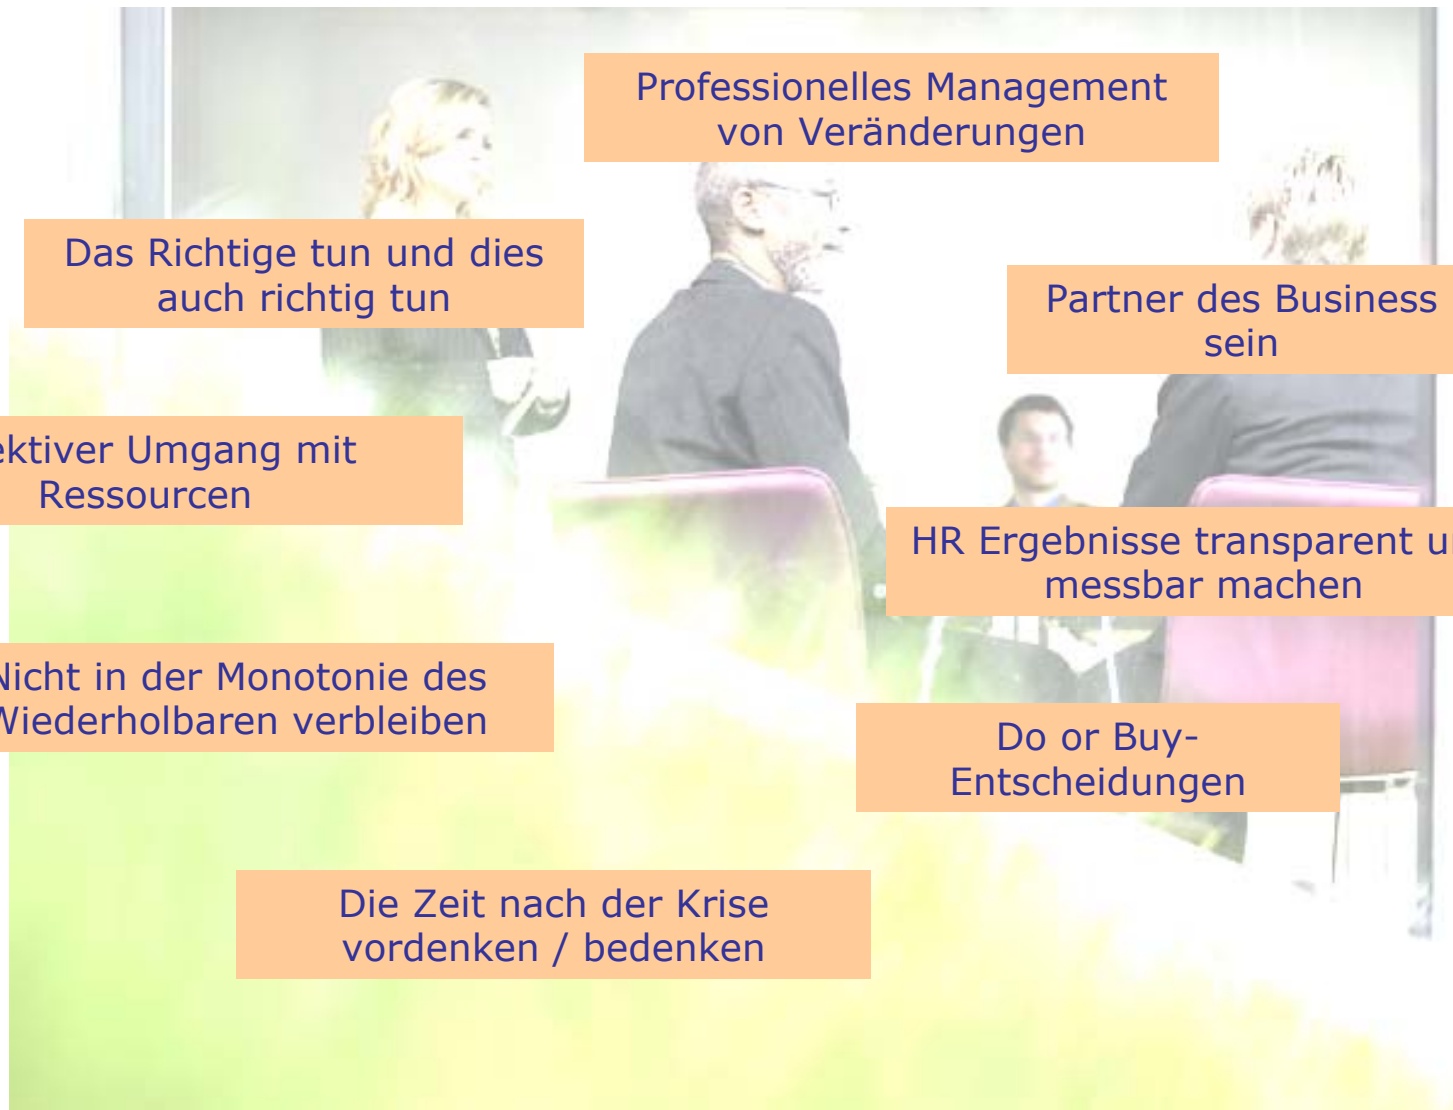 Professionelles Management
von Veränderungen
Das Richtige tun und dies
auch richtig tun
Partner des Business
sein
Umgang mit
Ressourcen
HR Ergebnisse transparent
messbar machen
Nicht in der Monotonie des
Wiederholbaren verbleiben
Do or Buy-
Entscheidungen
Die Zeit nach der Krise
vordenken / bedenken